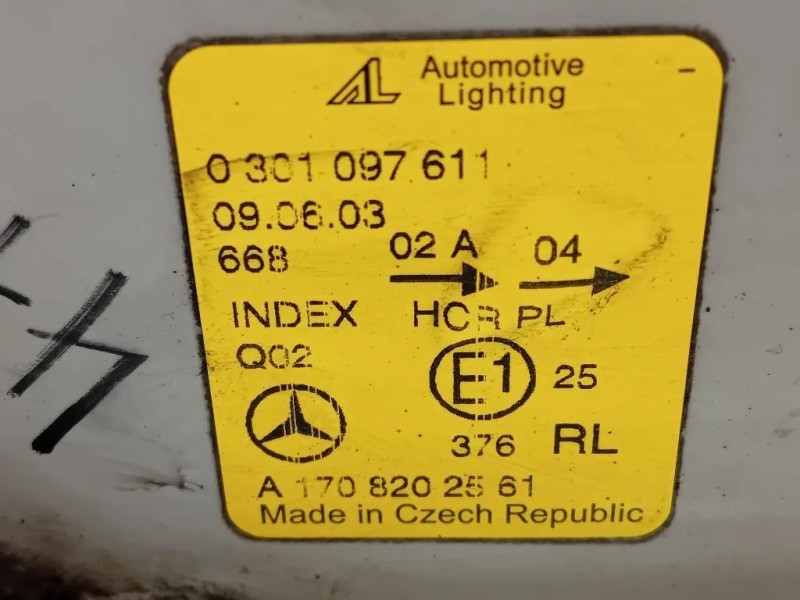 AL Automotive
Lighting
0 301 097 611
09.06.03
668 02 A 04
INDEX HCR PL
Q02 E1 25
376 RL
A 170 820 25 61
Made in Czech Republic